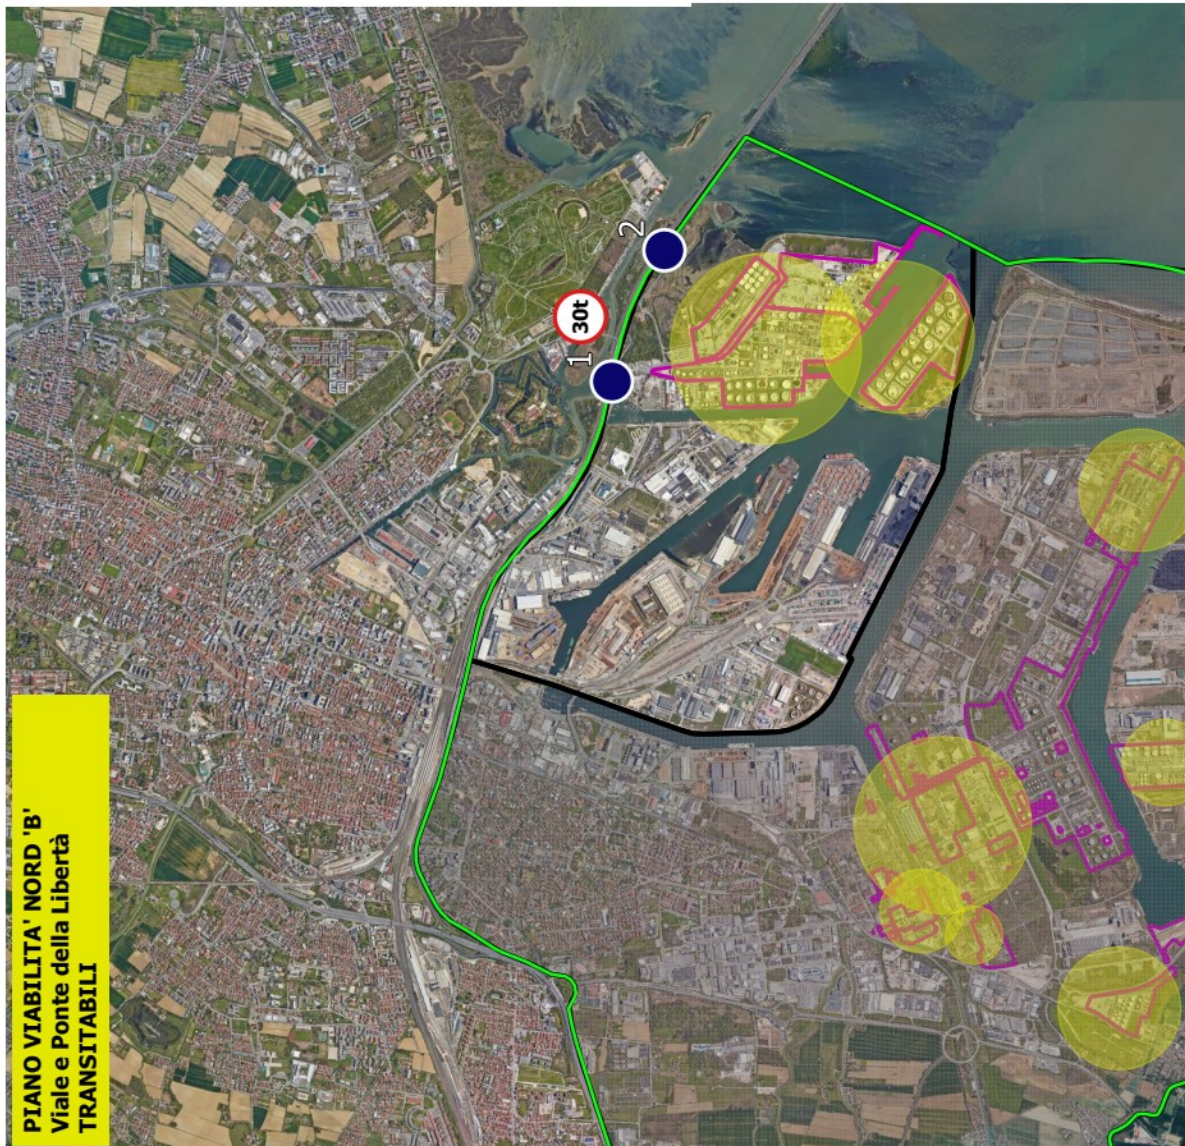 PIANO VIABILITA' NORD 'B'
Viale e Ponte della Libertà
TRANSITABILI
2
30t
1